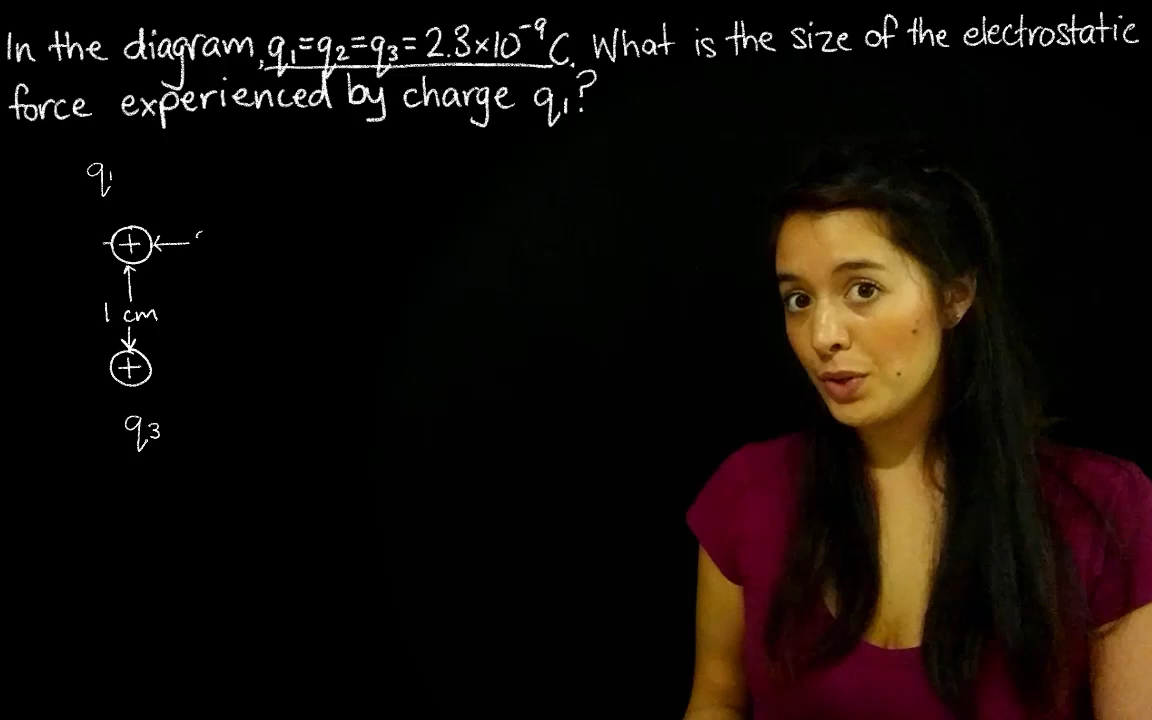 In the diagram, q₁=q₂=q₃=2.3×10⁻⁹C. What is the size of the electrostatic
force experienced by charge q₁?
q₁
+
1 cm
+
q₃